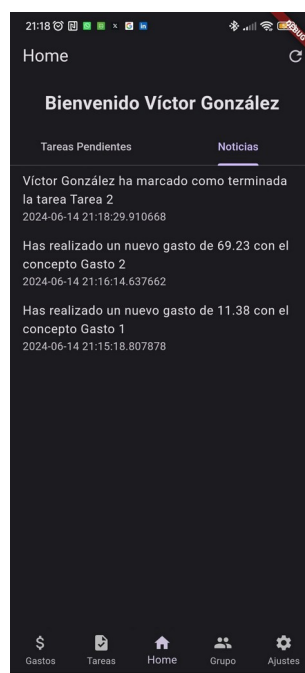 21:18
Home
Bienvenido Víctor González
Tareas Pendientes Noticias
Víctor González ha marcado como terminada
la tarea Tarea 2
2024-06-14 21:18:29.910668
Has realizado un nuevo gasto de 69.23 con el
concepto Gasto 2
2024-06-14 21:16:14.637662
Has realizado un nuevo gasto de 11.38 con el
concepto Gasto 1
2024-06-14 21:15:18.807878
Gastos Tareas Home Grupo Ajustes